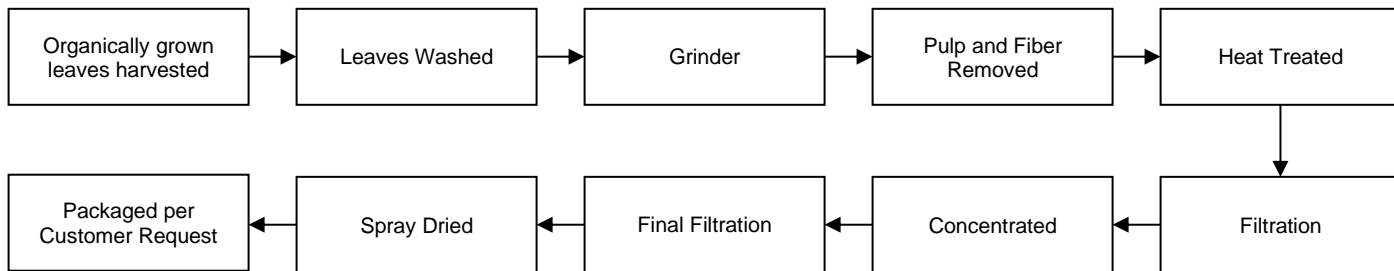 Organically grown
leaves harvested
Leaves Washed
Grinder
Pulp and Fiber
Removed
Heat Treated
Filtration
Concentrated
Final Filtration
Spray Dried
Packaged per
Customer Request